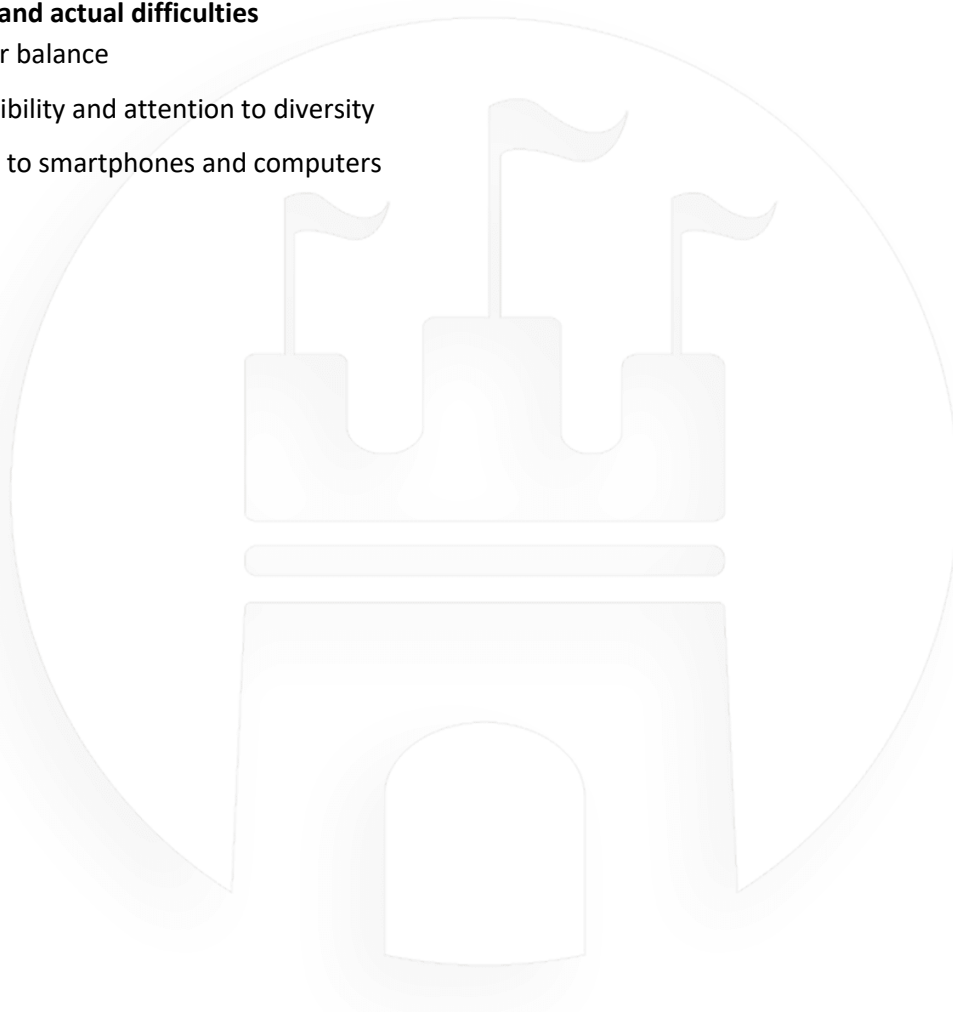 and actual difficulties
r balance
ibility and attention to diversity
to smartphones and computers